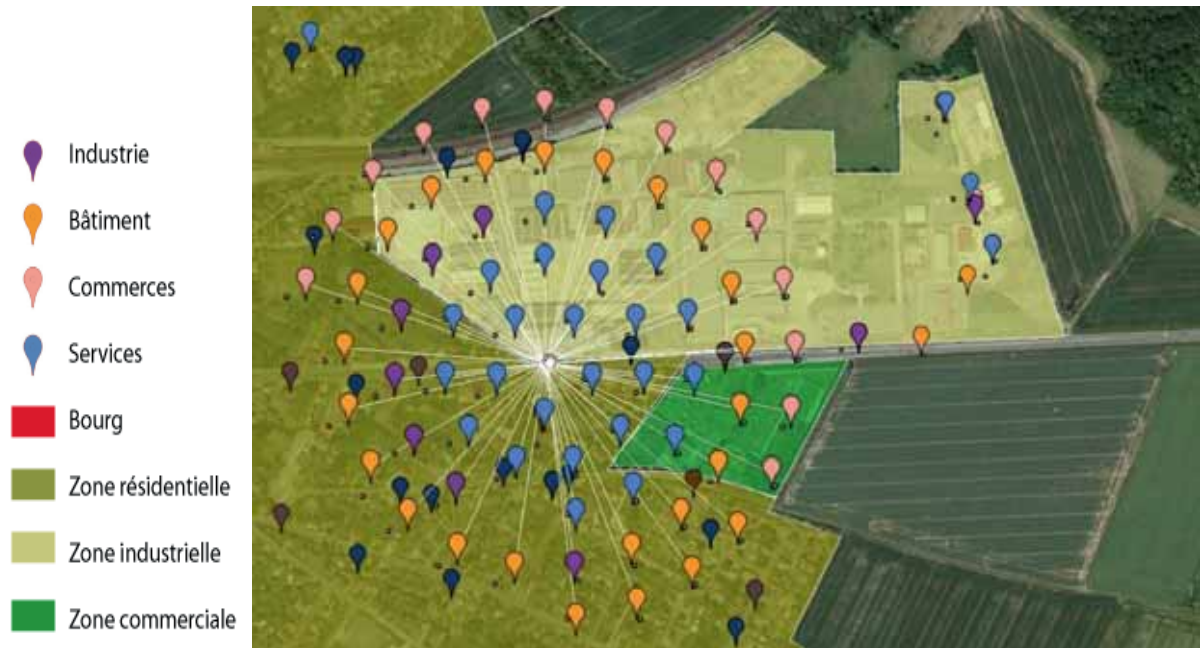 Industrie
Bâtiment
Commerces
Services
Bourg
Zone résidentielle
Zone industrielle
Zone commerciale